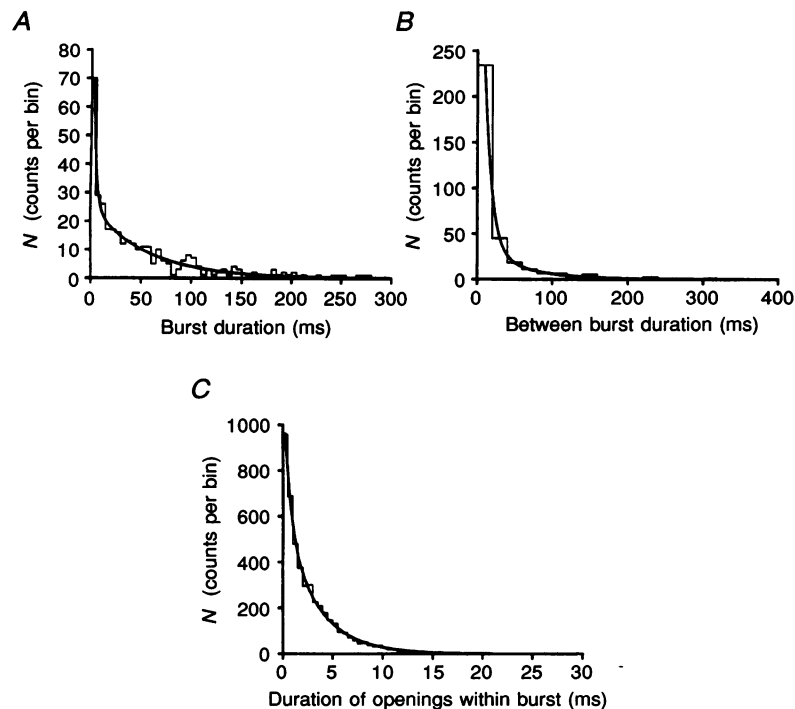 A
80
70
60
50
40
30
20
10
0
N (counts per bin)
0 50 100 150 200 250 300
Burst duration (ms)
B
250
200
150
100
50
0
N (counts per bin)
0 100 200 300 400
Between burst duration (ms)
C
1000
800
600
400
200
0
N (counts per bin)
0 5 10 15 20 25 30
Duration of openings within burst (ms)